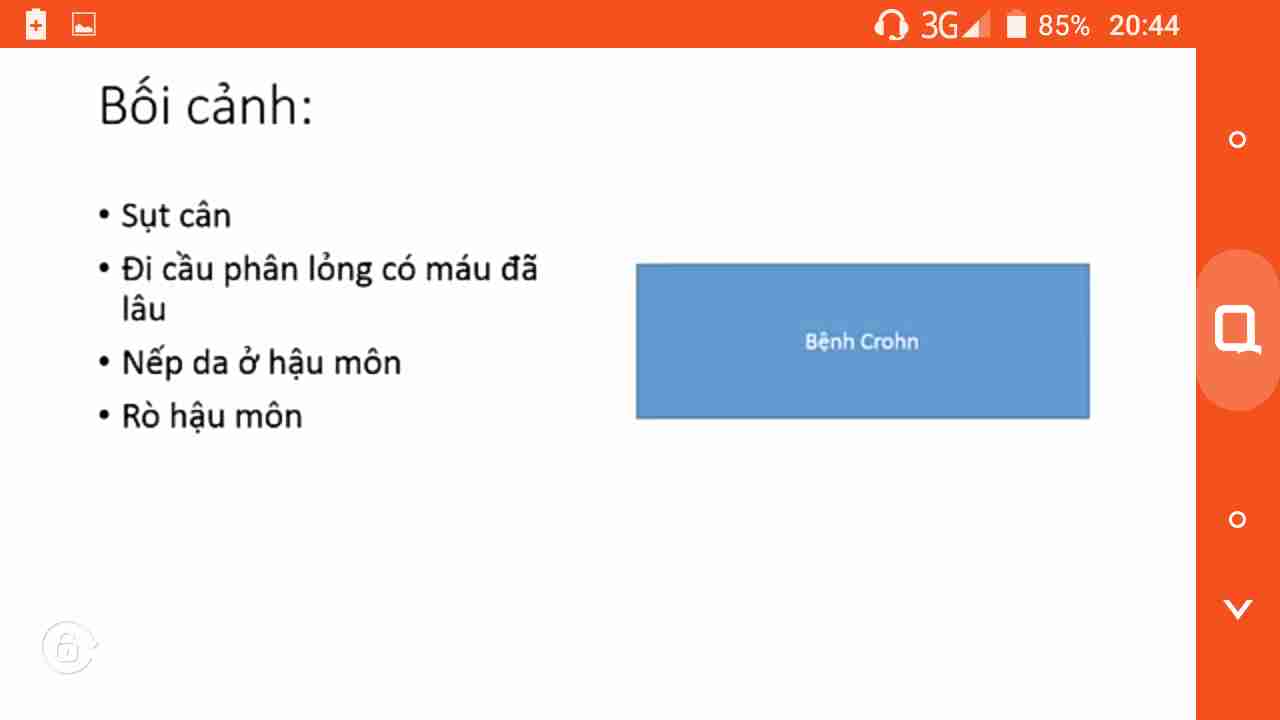 3G 85% 20:44
Bối cảnh:
• Sụt cân
• Đi cầu phân lỏng có máu đã
lâu
• Nếp da ở hậu môn
• Rò hậu môn
Bệnh Crohn